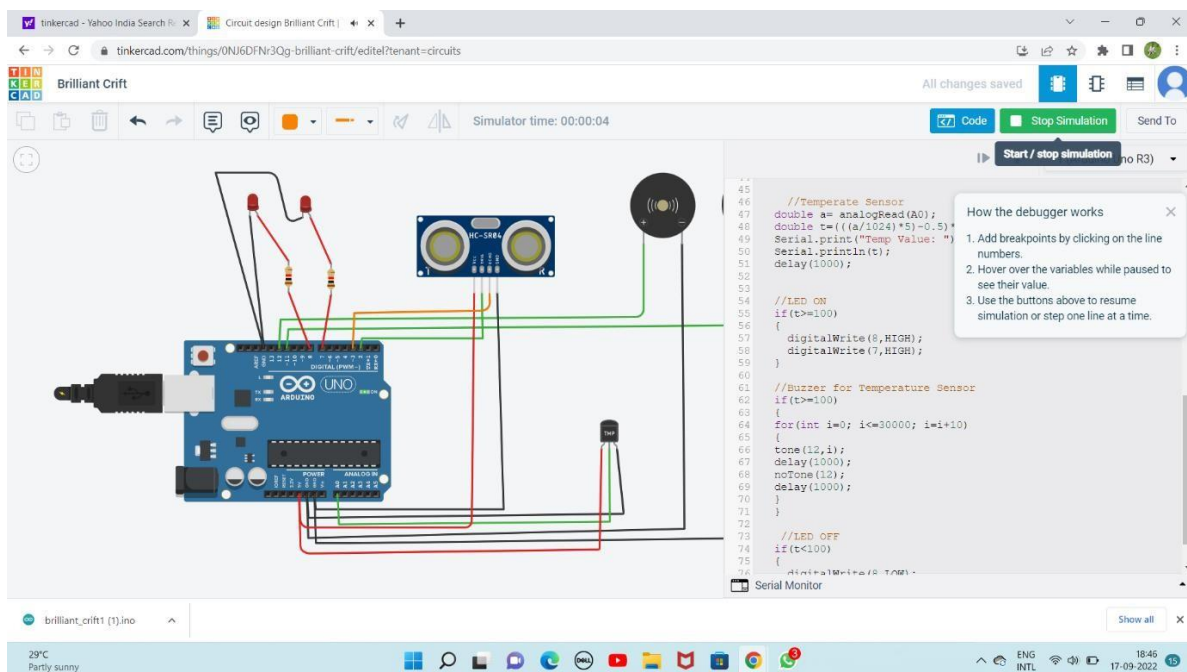 tinkercad - Yahoo India Search Re
Circuit design Brilliant Crift |
tinkercad.com/things/0NJ6DFNr3Qg-brilliant-crift/editel?tenant=circuits
TIN
KER
CAD
Brilliant Crift
All changes saved
Simulator time: 00:00:04
Code
Stop Simulation
Send To
Start / stop simulation
no R3)
HC-SR04
DIGITAL (PWM~)
UNO
ARDUINO
POWER
ANALOG IN
TMP
45
46 //Temperate Sensor
47 double a= analogRead(A0);
48 double t=(((a/1024)*5)-0.5)*
49 Serial.print("Temp Value: ")
50 Serial.println(t);
51 delay(1000);
52
53
54 //LED ON
55 if(t>=100)
56 {
57 digitalWrite(8,HIGH);
58 digitalWrite(7,HIGH);
59 }
60
61 //Buzzer for Temperature Sensor
62 if(t>=100)
63 {
64 for(int i=0; i<=30000; i=i+10)
65 {
66 tone(12,i);
67 delay(1000);
68 noTone(12);
69 delay(1000);
70 }
71 }
72
73 //LED OFF
74 if(t<100)
75 {
76 digitalWrite(8,LOW);
How the debugger works
1. Add breakpoints by clicking on the line
numbers.
2. Hover over the variables while paused to
see their value.
3. Use the buttons above to resume
simulation or step one line at a time.
Serial Monitor
brilliant_crift1 (1).ino
Show all
29°C
Partly sunny
DELL
3
ENG
INTL
18:46
17-09-2022
15